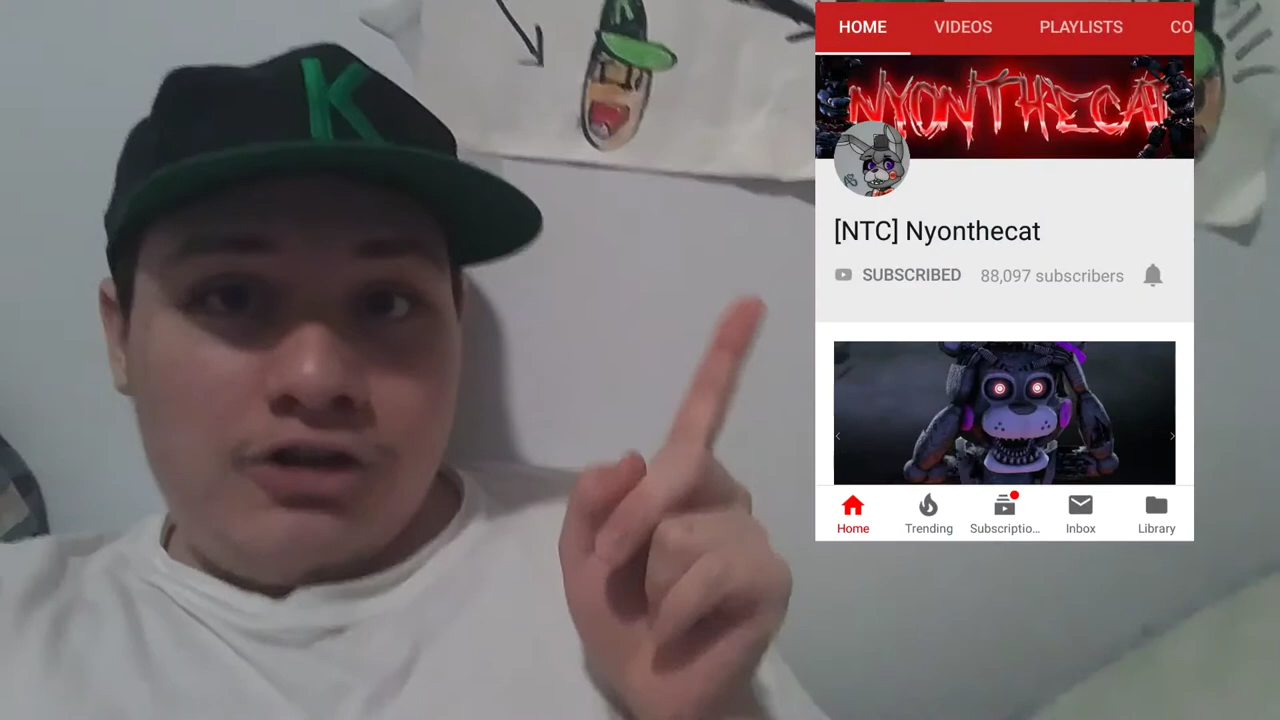 K
K
HOME VIDEOS PLAYLISTS CO
NYONTHECAT
[NTC] Nyonthecat
SUBSCRIBED 88,097 subscribers
Home Trending Subscriptio... Inbox Library